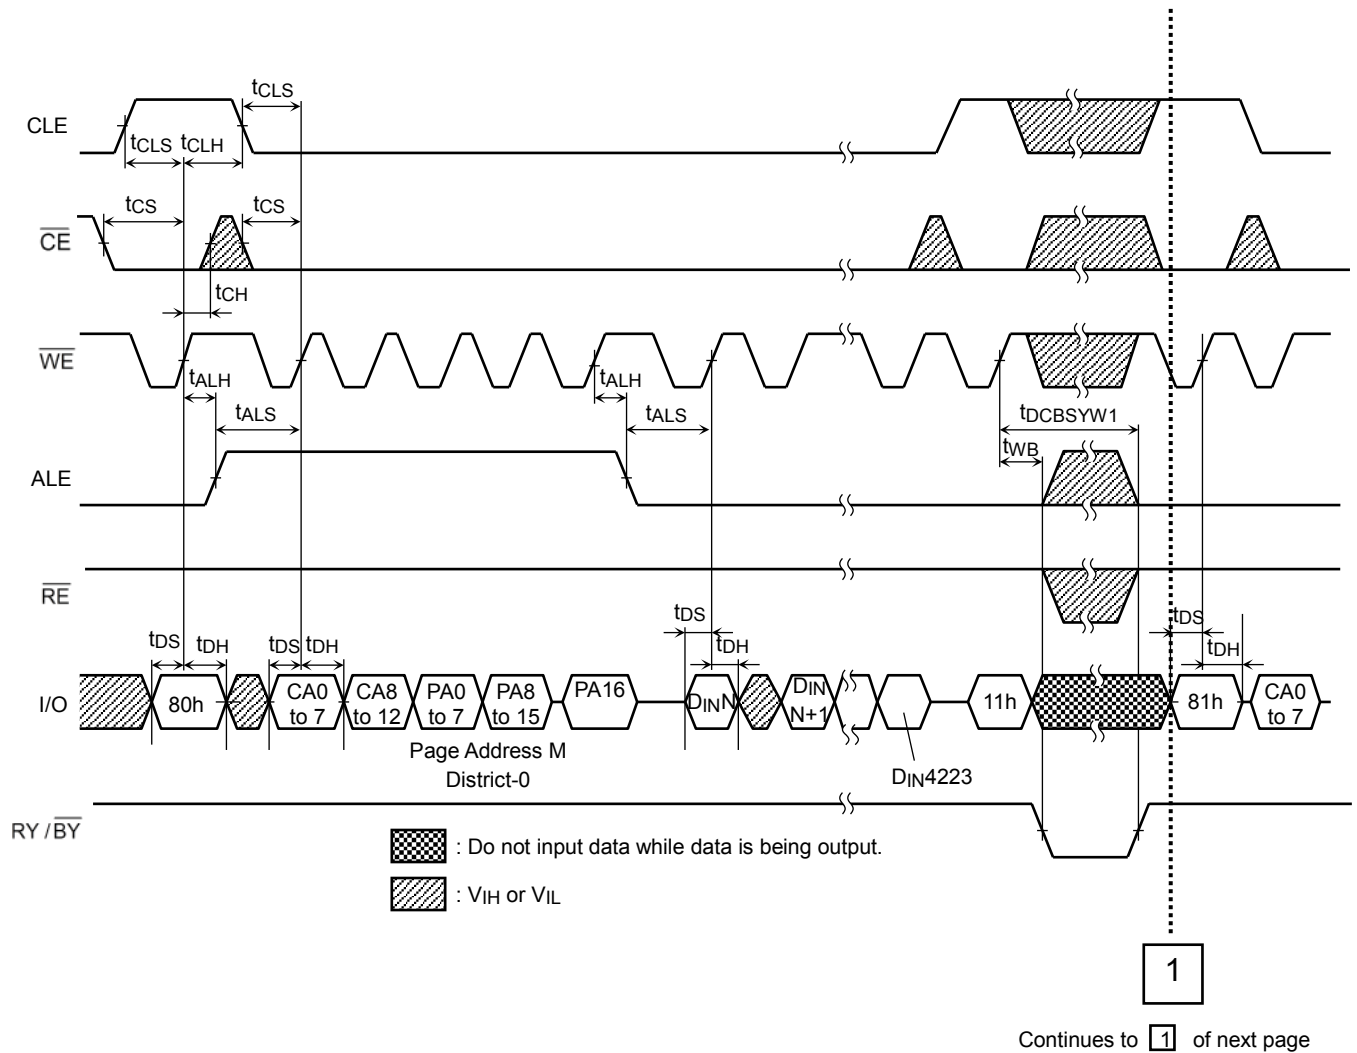 tCLS
CLE
tCLS tCLH
tCS tCS
CE
tCH
WE
tALH tALH
tALS tALS tDCBSYW1
tWB
ALE
RE
tDS tDH tDS tDH tDS tDH tDS tDH
I/O 80h CA0 to 7 CA8 to 12 PA0 to 7 PA8 to 15 PA16 DINN DIN N+1 11h 81h CA0 to 7
Page Address M
District-0
DIN4223
RY / BY
: Do not input data while data is being output.
: VIH or VIL
1
Continues to 1 of next page